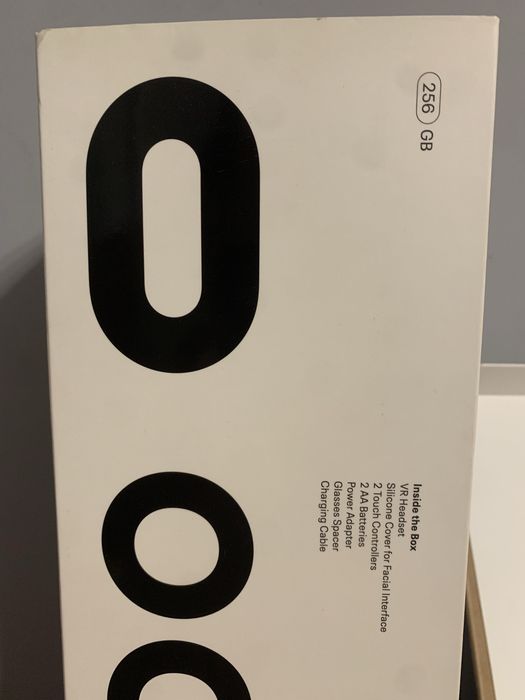 256 GB
Inside the Box
VR Headset
Silicone Cover for Facial Interface
2 Touch Controllers
2 AA Batteries
Power Adapter
Glasses Spacer
Charging Cable